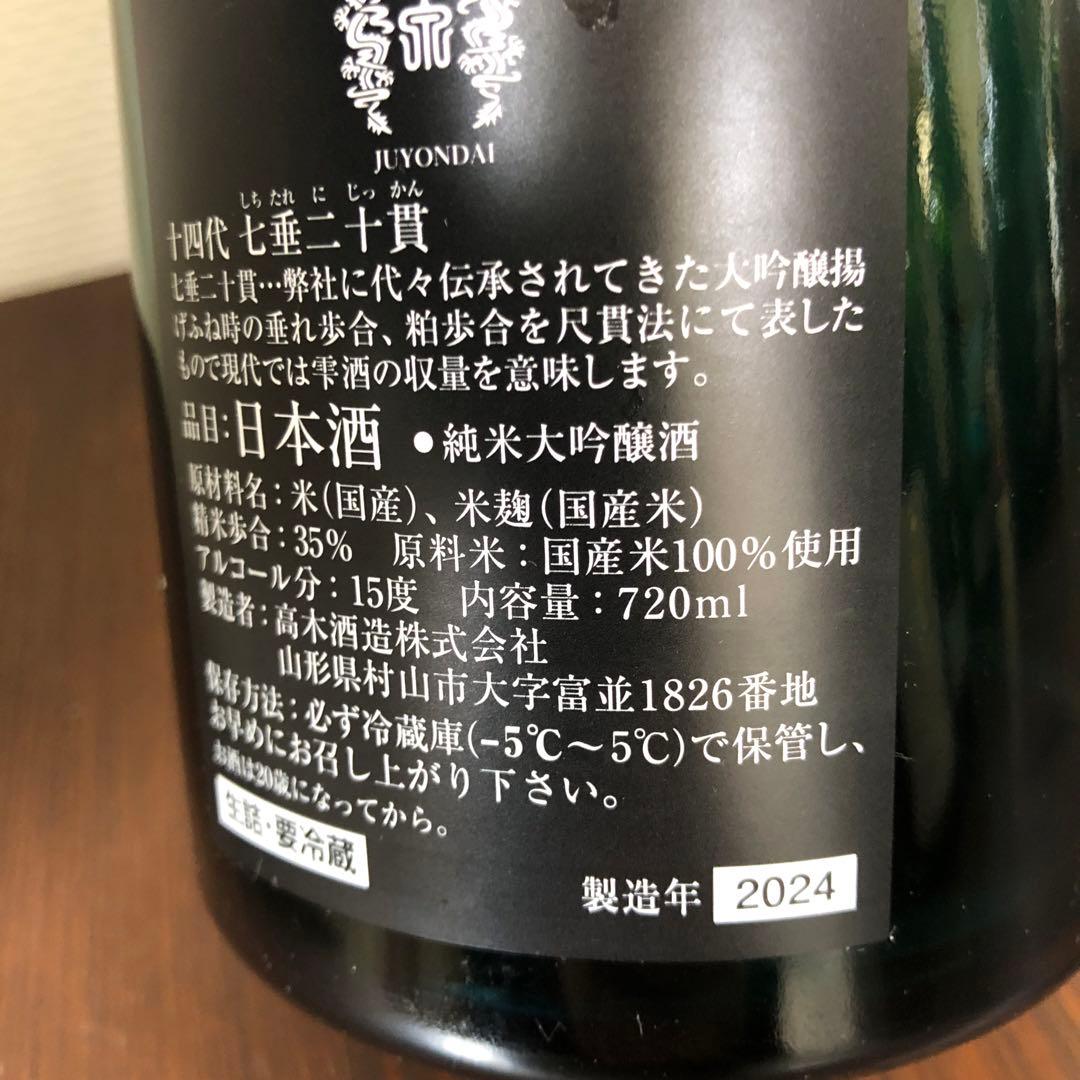 JUYONDAI
しちたれにじっかん
十四代 七垂二十貫
七垂二十貫…弊社に代々伝承されてきた大吟醸揚
げふね時の垂れ歩合、粕歩合を尺貫法にて表した
もので現代では雫酒の収量を意味します。
品目:日本酒 ●純米大吟醸酒
原材料名:米(国産)、米麹(国産米)
精米歩合:35% 原料米:国産米100%使用
アルコール分:15度 内容量:720ml
製造者:高木酒造株式会社
山形県村山市大字富並1826番地
保存方法:必ず冷蔵庫(-5℃～5℃)で保管し、
お早めにお召し上がり下さい。
お酒は20歳になってから。
生詰・要冷蔵
製造年 2024